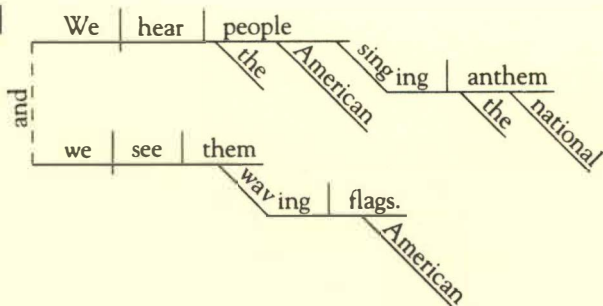 We hear people
the American singing anthem
the national
and
we see them
waving flags.
American